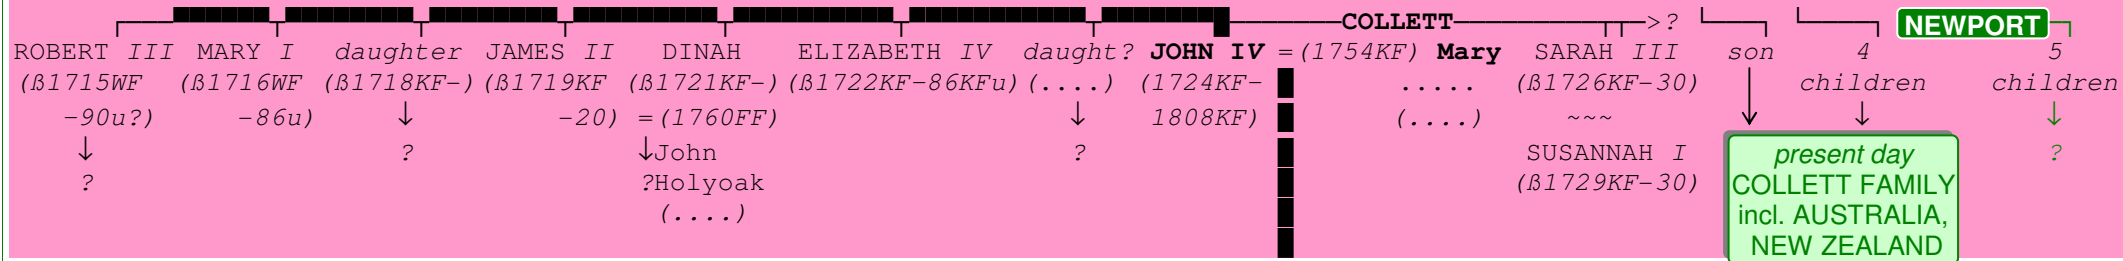 COLLETT >? NEWPORT
ROBERT III MARY I daughter JAMES II DINAH ELIZABETH IV daught? JOHN IV =(1754KF) Mary SARAH III son 4 5
(ß1715WF (ß1716WF (ß1718KF-) (ß1719KF (ß1721KF-) (ß1722KF-86KFu) (....) (1724KF- ..... (ß1726KF-30) children children
-90u?) -86u) ↓ -20) =(1760FF) ↓ 1808KF) (....) ~~~ ↓ ↓
↓ ? ↓John ? SUSANNAH I present day ?
? ?Holyoak (ß1729KF-30) COLLETT FAMILY
(....) incl. AUSTRALIA,
NEW ZEALAND